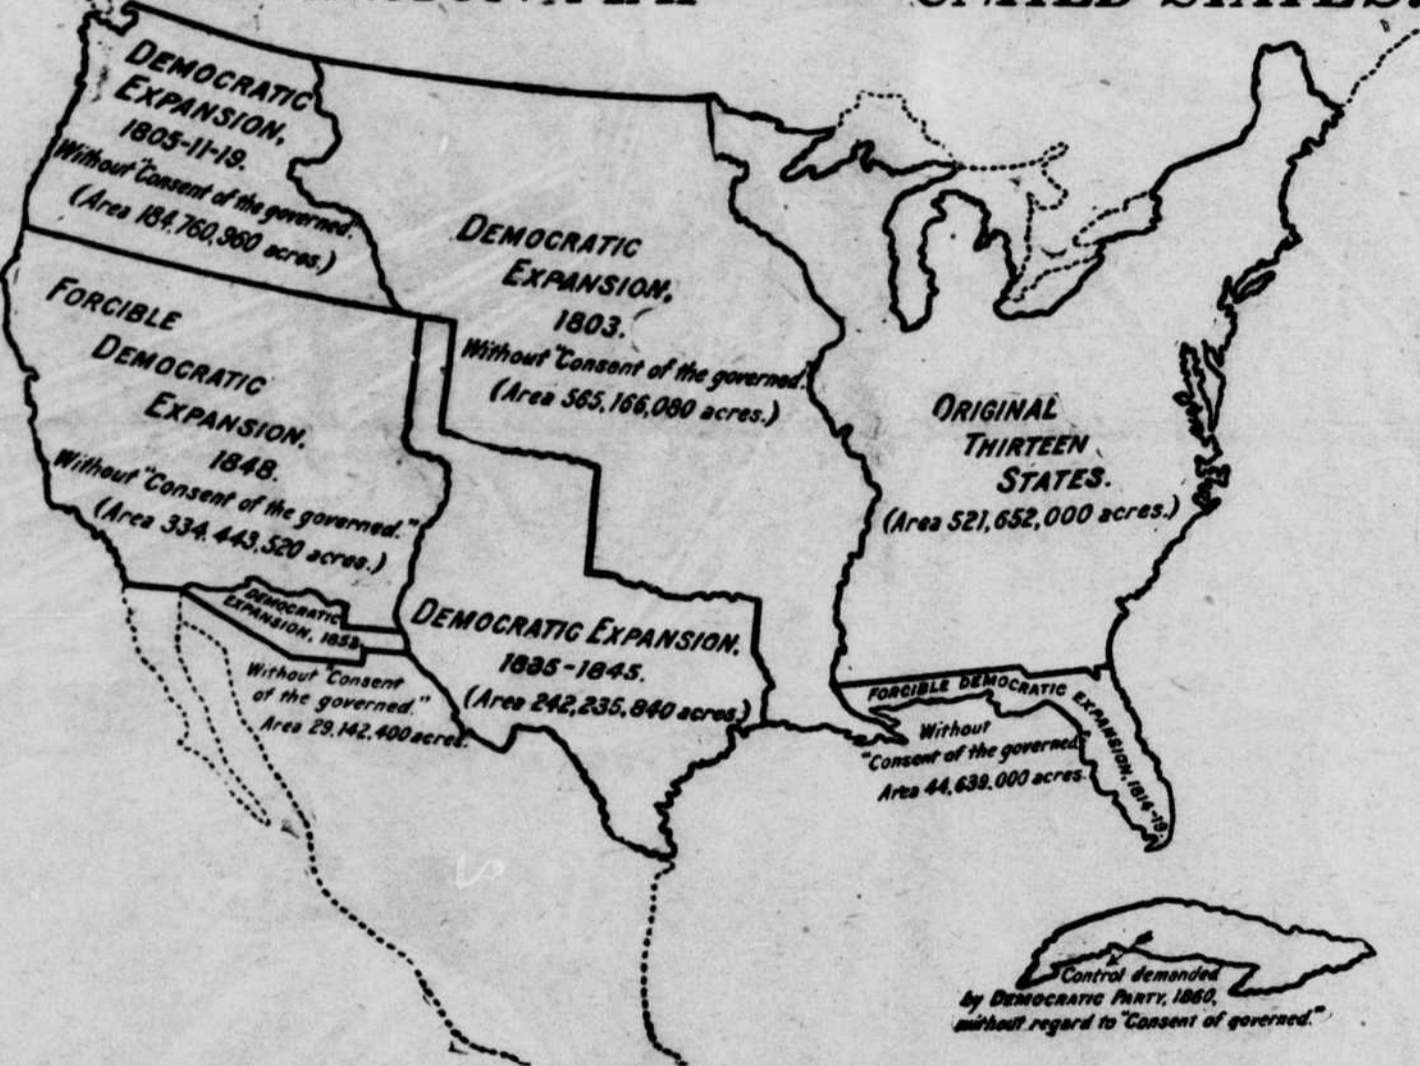 UNITED STATES.
DEMOCRATIC
EXPANSION,
1805-11-19.
Without "Consent of the governed.
(Area 184,760,960 acres.)
DEMOCRATIC
EXPANSION,
1803.
Without "Consent of the governed."
(Area 565,166,080 acres.)
FORCIBLE
DEMOCRATIC
EXPANSION.
1848.
Without "Consent of the governed."
(Area 334,443,520 acres.)
ORIGINAL
THIRTEEN
STATES.
(Area 521,652,000 acres.)
DEMOCRATIC
EXPANSION, 1853.
Without "Consent
of the governed."
Area 29,142,400 acres.
DEMOCRATIC EXPANSION,
1835-1845.
(Area 242,235,840 acres.)
FORCIBLE DEMOCRATIC EXPANSION, 1814-19.
Without
"Consent of the governed
Area 44,639,000 acres.
Control demanded
by DEMOCRATIC PARTY, 1860,
without regard to "Consent of governed."